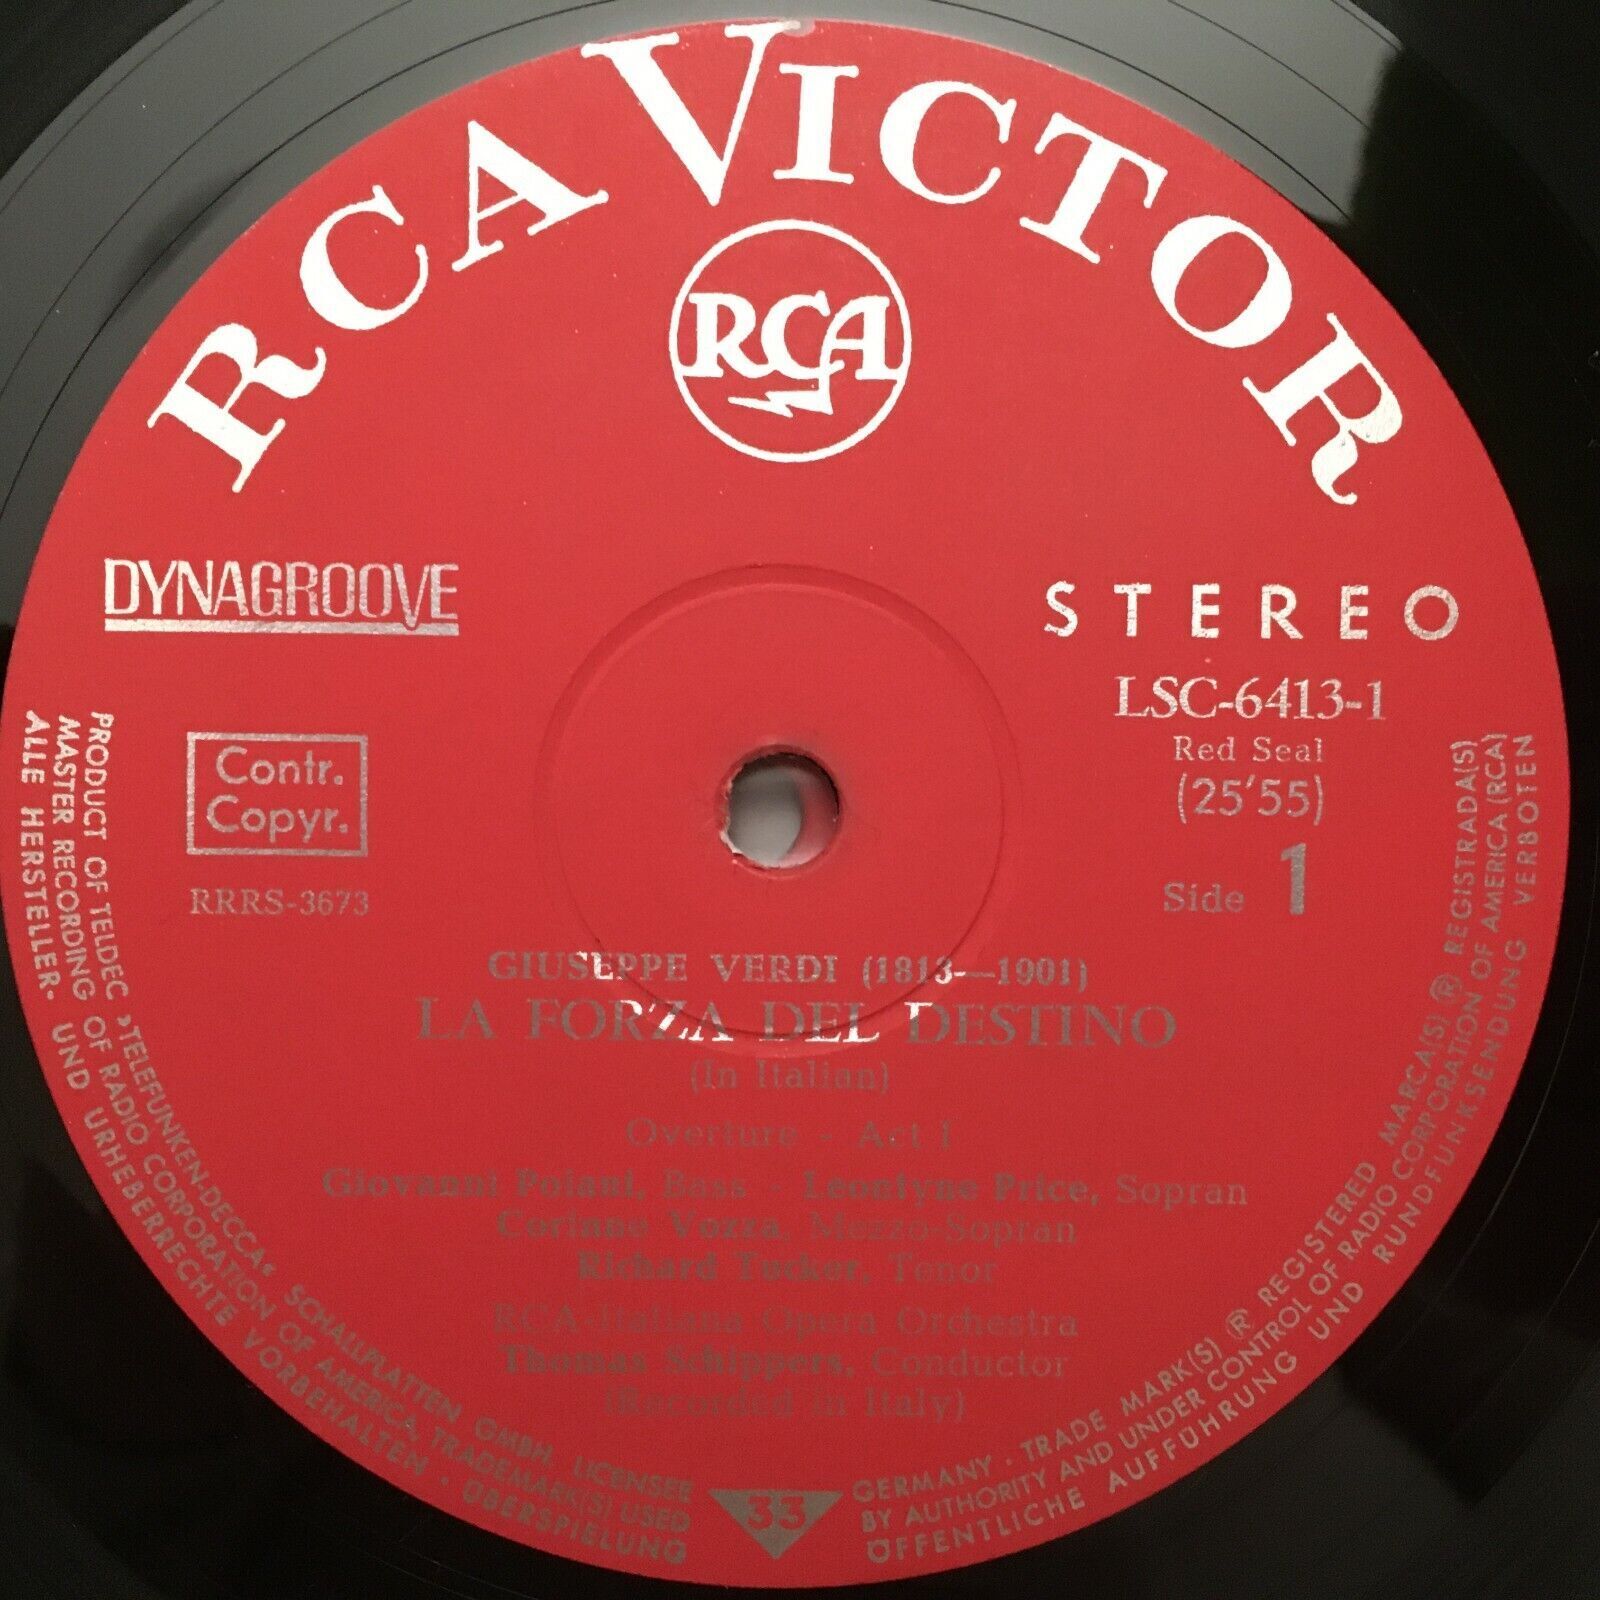 RCA VICTOR
RCA
DYNAGROOVE
STEREO
LSC-6413-1
Red Seal
(25'55)
Side 1
Contr.
Copyr.
RRRS-3673
GIUSEPPE VERDI (1813—1901)
LA FORZA DEL DESTINO
(In Italian)
Overture - Act I
Giovanni Poiani, Bass - Leontyne Price, Sopran
Corinne Vozza, Mezzo-Sopran
Richard Tucker, Tenor
RCA-Italiana Opera Orchestra
Thomas Schippers, Conductor
(Recorded in Italy)
PRODUCT OF TELDEC »TELEFUNKEN-DECCA« SCHALLPLATTEN GMBH, LICENSEE
MASTER RECORDING OF RADIO CORPORATION OF AMERICA, TRADEMARK(S) USED
ALLE HERSTELLER- UND URHEBERRECHTE VORBEHALTEN · ÜBERSPIELUNG
33
GERMANY · TRADE MARK(S) ® REGISTERED MARCA(S) ® REGISTRADA(S)
BY AUTHORITY AND UNDER CONTROL OF RADIO CORPORATION OF AMERICA (RCA)
ÖFFENTLICHE AUFFÜHRUNG UND RUNDFUNKSENDUNG VERBOTEN